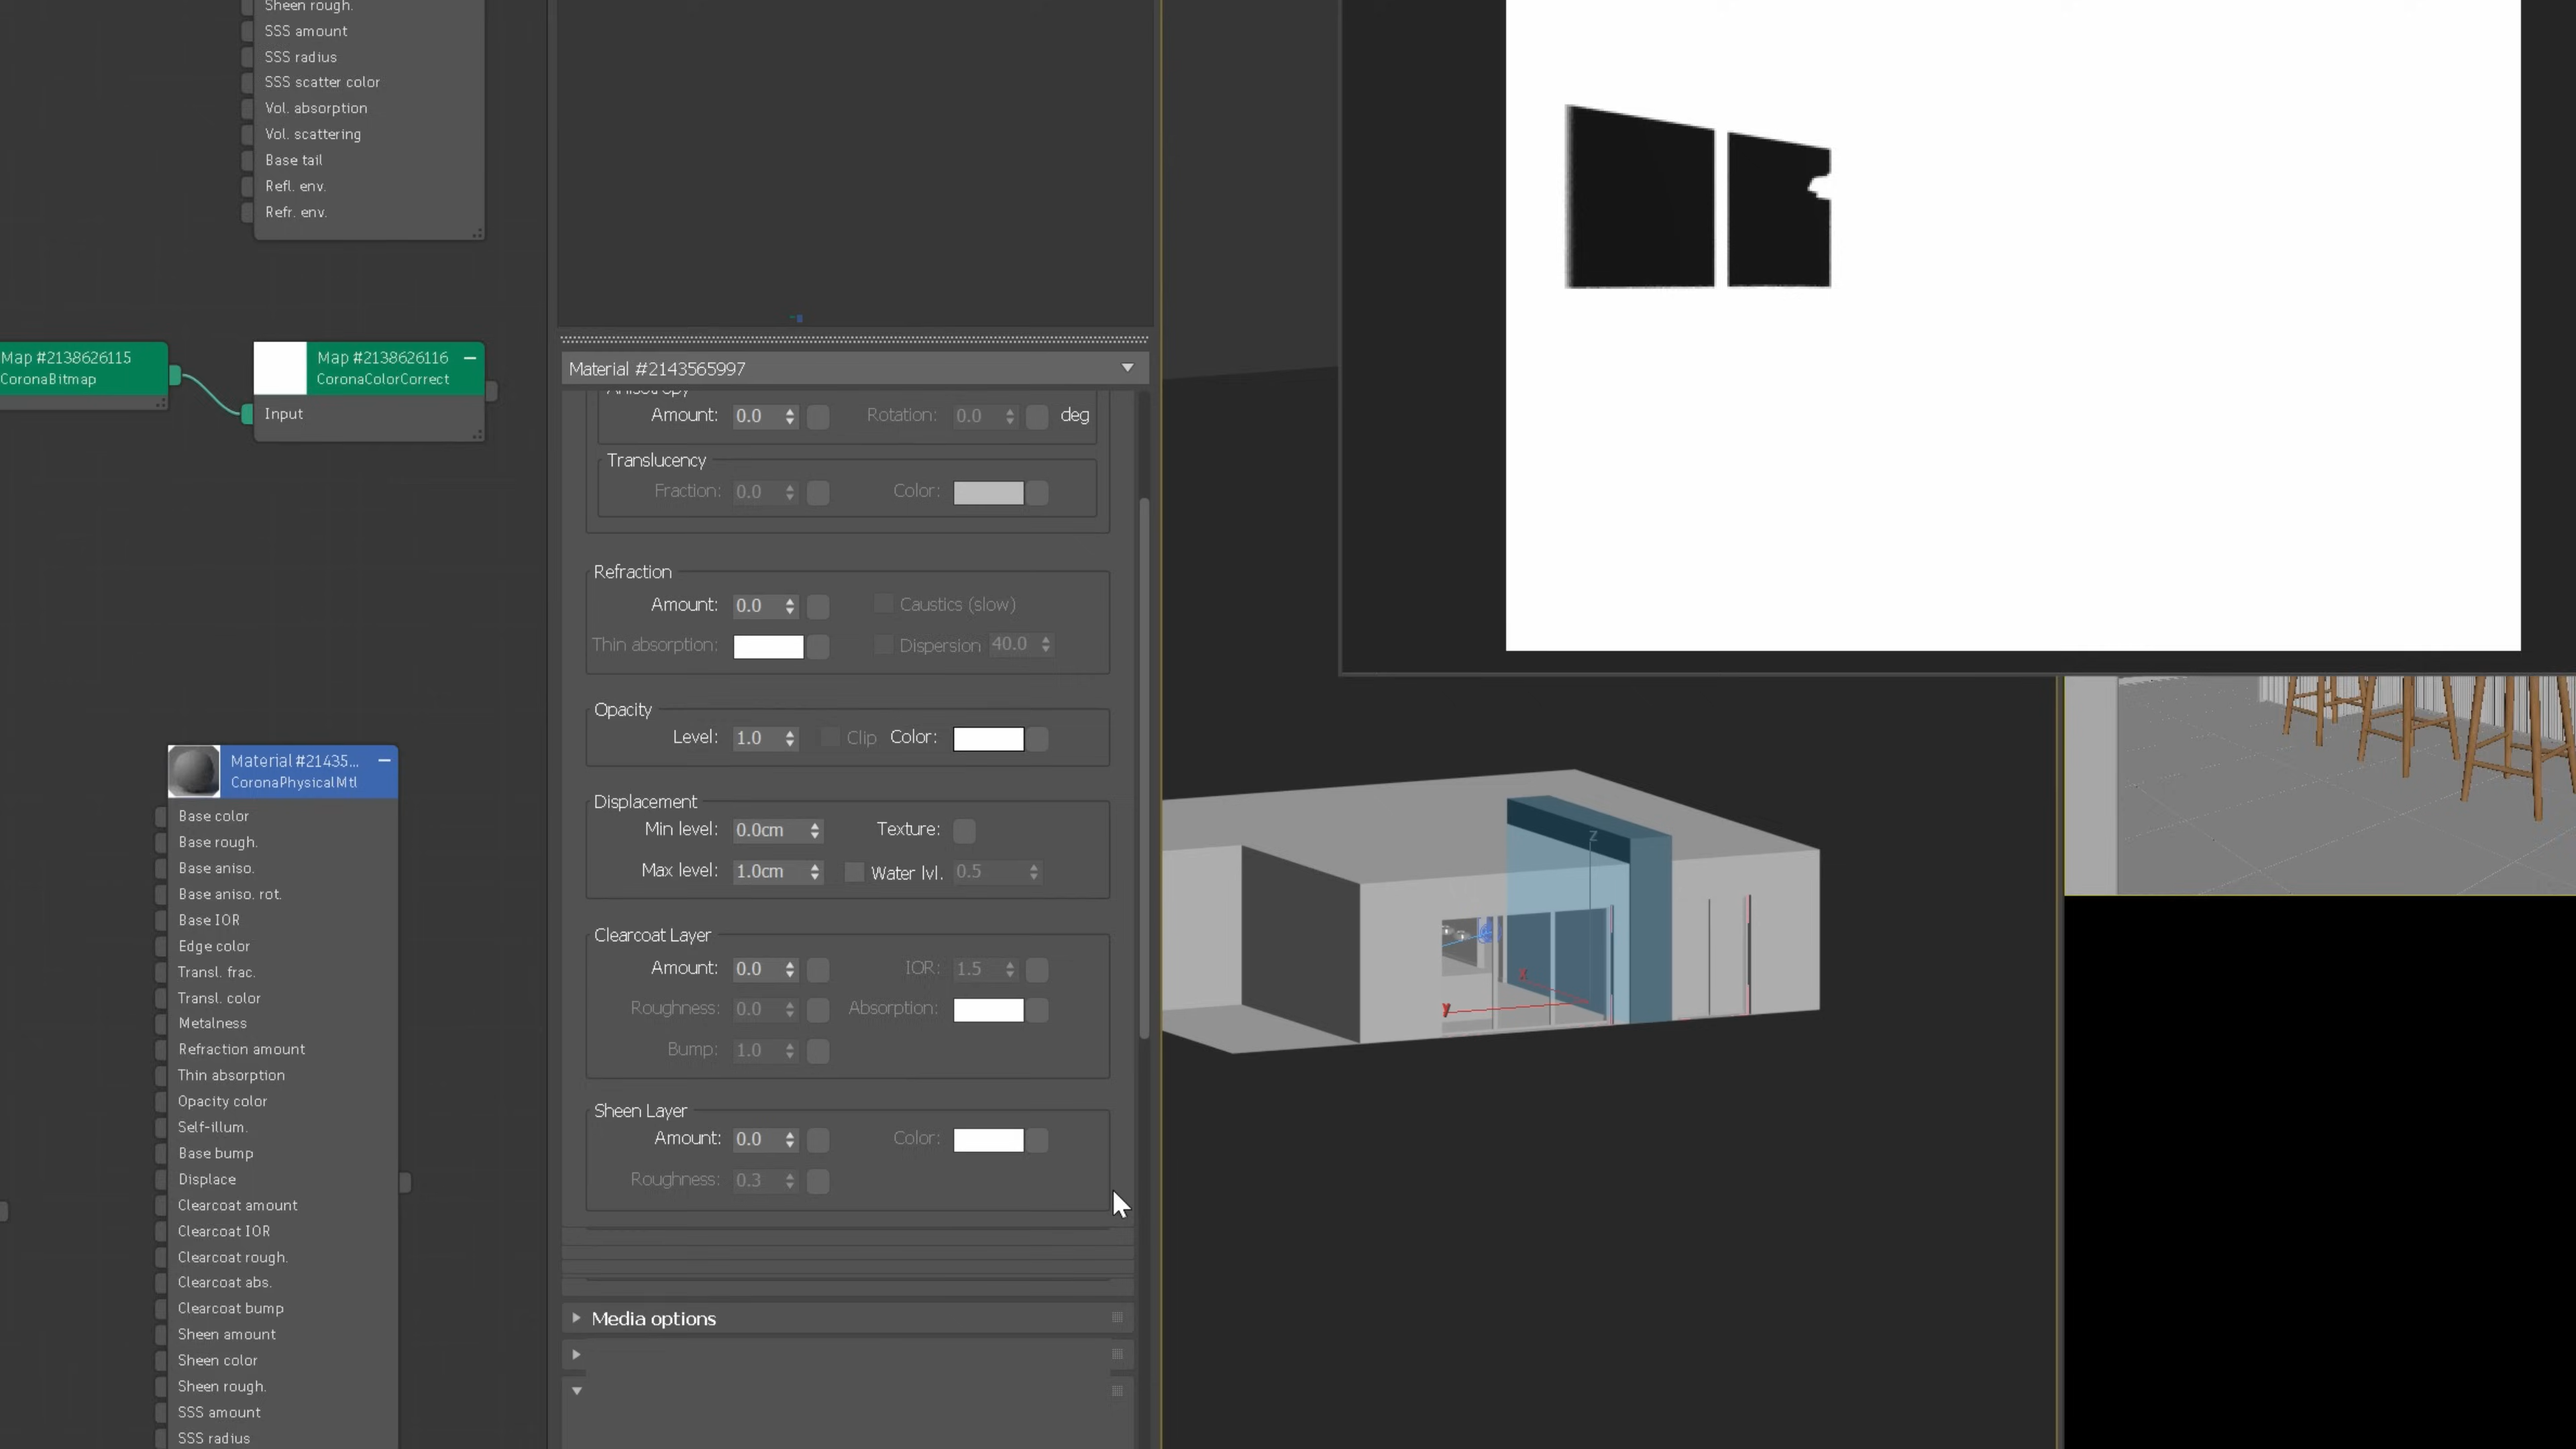 Sheen rough.
SSS amount
SSS radius
SSS scatter color
Vol. absorption
Vol. scattering
Base tail
Refl. env.
Refr. env.
Map #2138626115
CoronaBitmap
Map #2138626116
CoronaColorCorrect
Input
Material #21435...
CoronaPhysicalMtl
Base color
Base rough.
Base aniso.
Base aniso. rot.
Base IOR
Edge color
Transl. frac.
Transl. color
Metalness
Refraction amount
Thin absorption
Opacity color
Self-illum.
Base bump
Displace
Clearcoat amount
Clearcoat IOR
Clearcoat rough.
Clearcoat abs.
Clearcoat bump
Sheen amount
Sheen color
Sheen rough.
SSS amount
SSS radius
Material #2143565997
Anisotropy
Amount: 0.0 Rotation: 0.0 deg
Translucency
Fraction: 0.0 Color:
Refraction
Amount: 0.0 Caustics (slow)
Thin absorption: Dispersion 40.0
Opacity
Level: 1.0 Clip Color:
Displacement
Min level: 0.0cm Texture:
Max level: 1.0cm Water lvl. 0.5
Clearcoat Layer
Amount: 0.0 IOR: 1.5
Roughness: 0.0 Absorption:
Bump: 1.0
Sheen Layer
Amount: 0.0 Color:
Roughness: 0.3
Media options
Z
X
Y